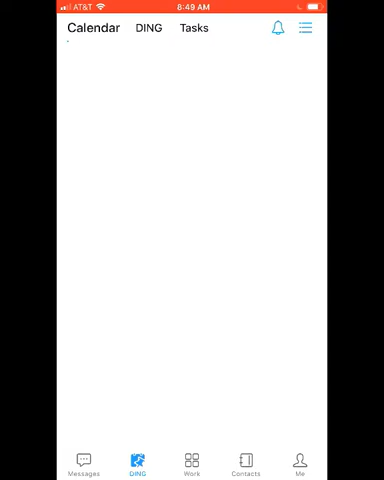 AT&T 8:49 AM
Calendar DING Tasks
Messages DING Work Contacts Me